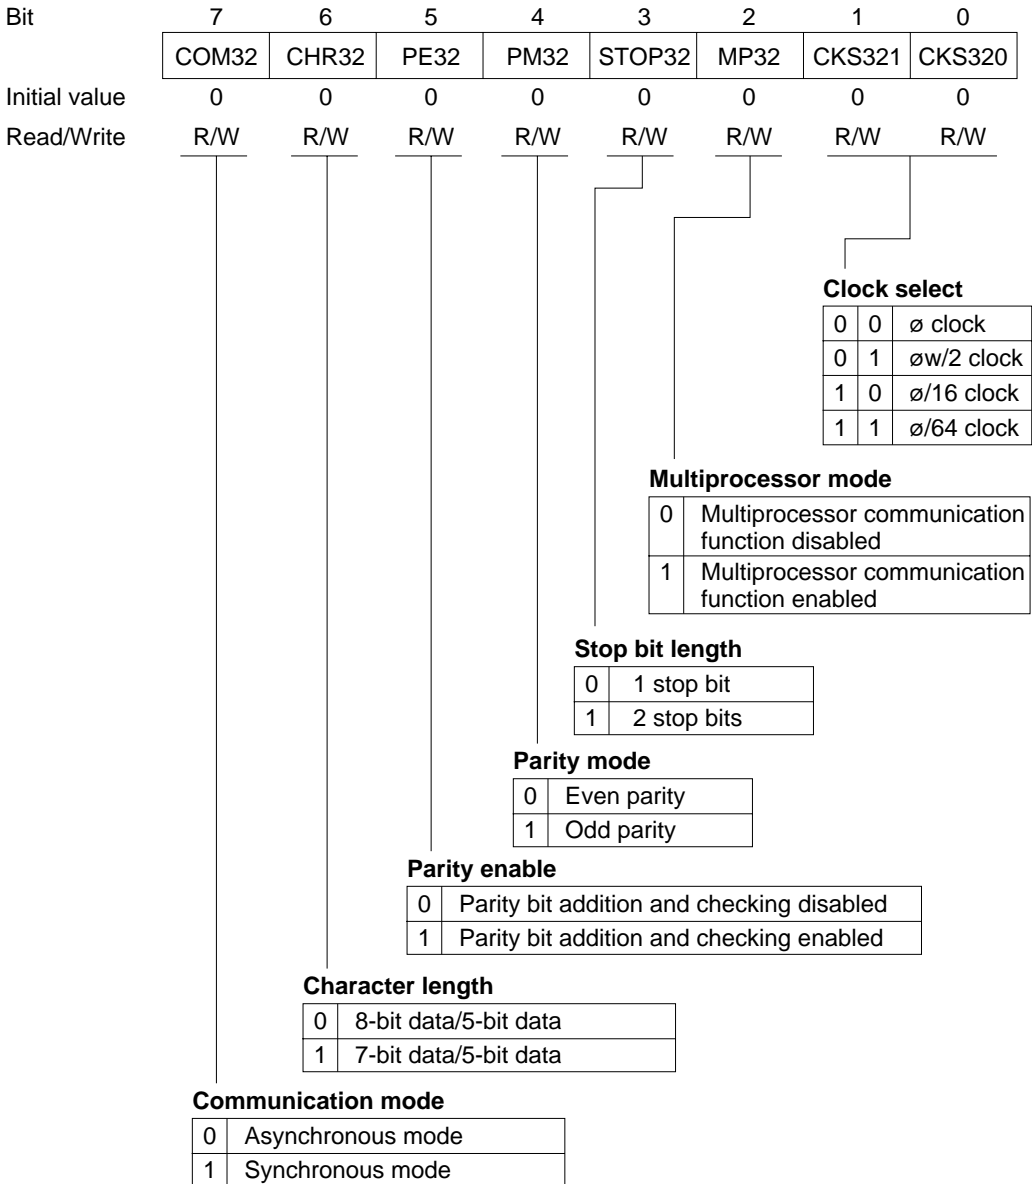 Bit 7 6 5 4 3 2 1 0
COM32 CHR32 PE32 PM32 STOP32 MP32 CKS321 CKS320
Initial value 0 0 0 0 0 0 0 0
Read/Write R/W R/W R/W R/W R/W R/W R/W R/W
Clock select
0 0 ø clock
0 1 øw/2 clock
1 0 ø/16 clock
1 1 ø/64 clock
Multiprocessor mode
0 Multiprocessor communication
function disabled
1 Multiprocessor communication
function enabled
Stop bit length
0 1 stop bit
1 2 stop bits
Parity mode
0 Even parity
1 Odd parity
Parity enable
0 Parity bit addition and checking disabled
1 Parity bit addition and checking enabled
Character length
0 8-bit data/5-bit data
1 7-bit data/5-bit data
Communication mode
0 Asynchronous mode
1 Synchronous mode